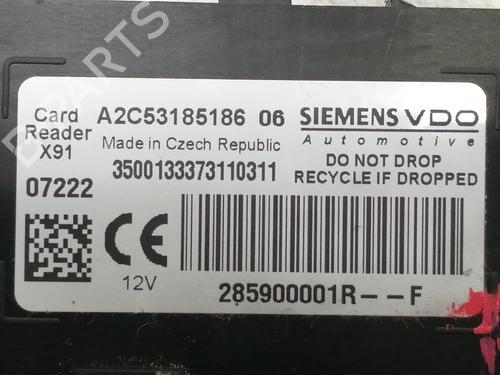 Card
Reader
X91
A2C53185186 06
SIEMENS VDO
Automotive
Made in Czech Republic
3500133373110311
DO NOT DROP
RECYCLE IF DROPPED
07222
CE
12V
285900001R--F
PARTS